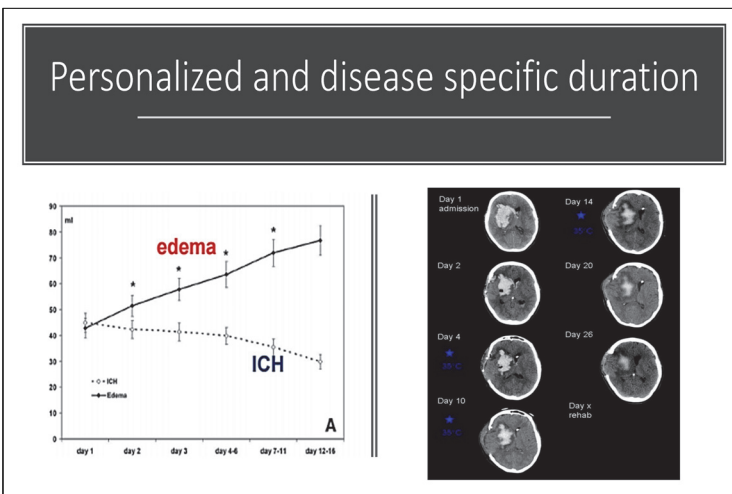 Personalized and disease specific duration
ml
90
80
70
60
50
40
30
20
10
0
edema
* * * *
ICH
ICH
Edema
A
day 1 day 2 day 3 day 4-6 day 7-11 day 12-16
Day 1
admission
Day 2
Day 4
35°C
Day 10
35°C
Day 14
35°C
Day 20
Day 26
Day x
rehab